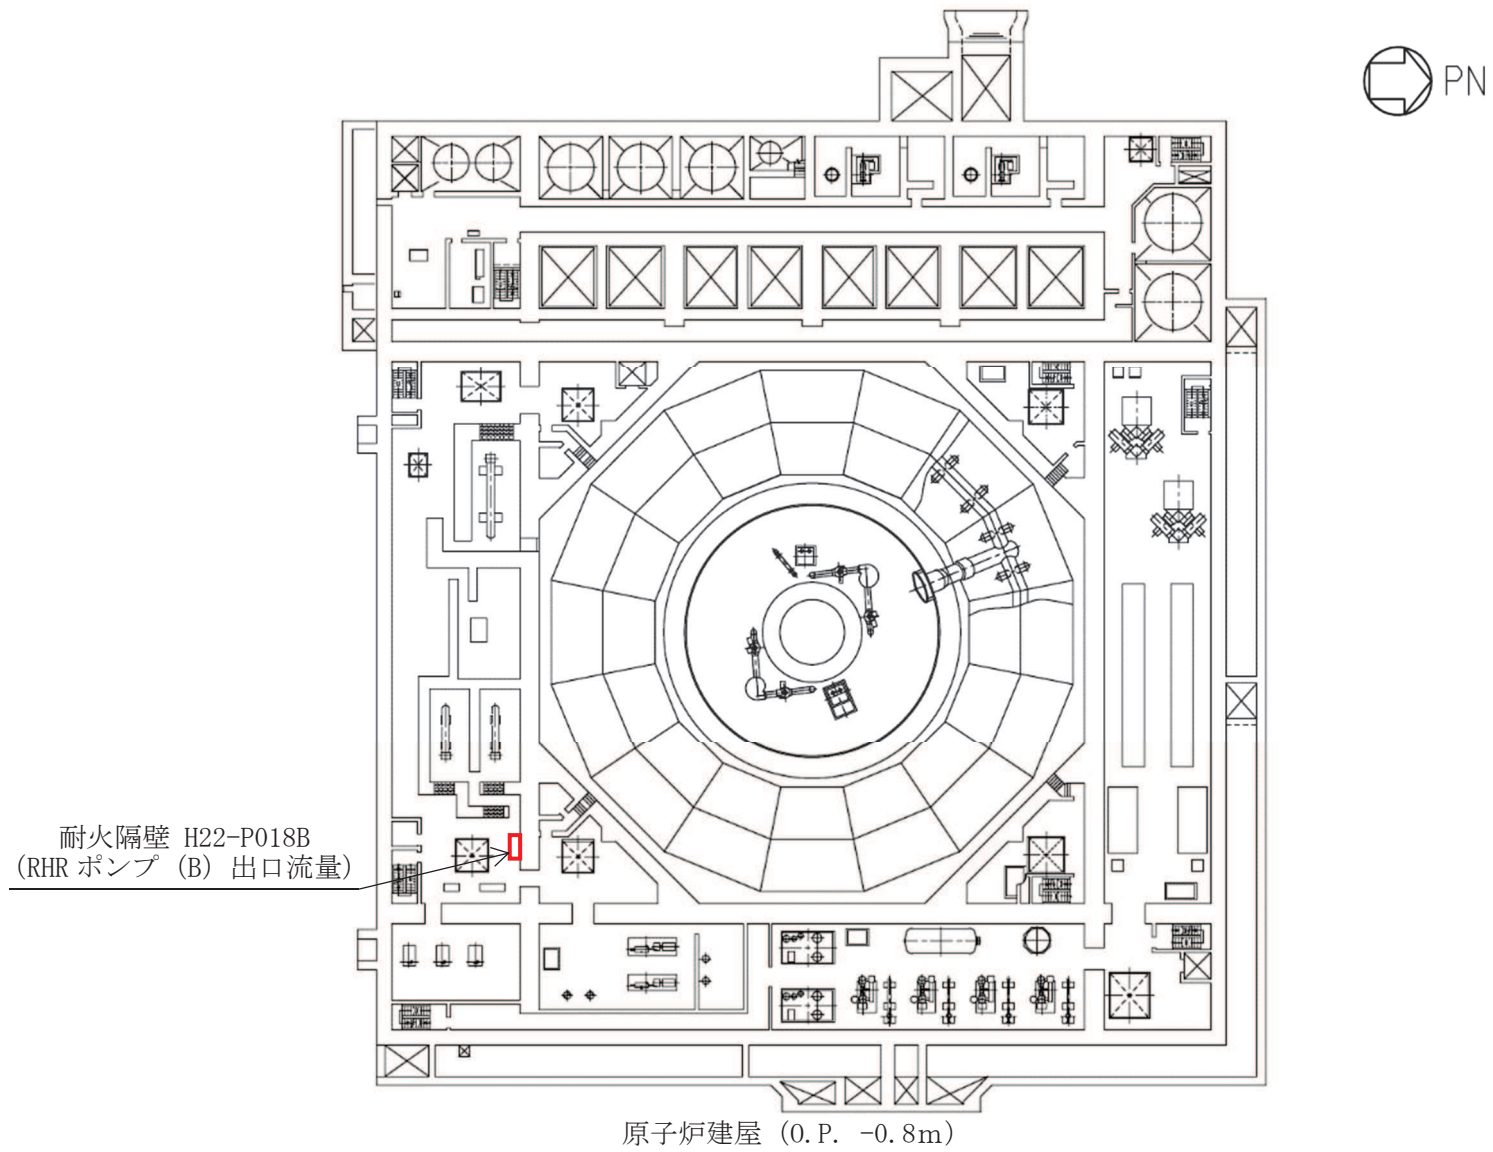 PN
耐火隔壁 H22-P018B
(RHR ポンプ (B) 出口流量)
原子炉建屋 (O.P. -0.8m)